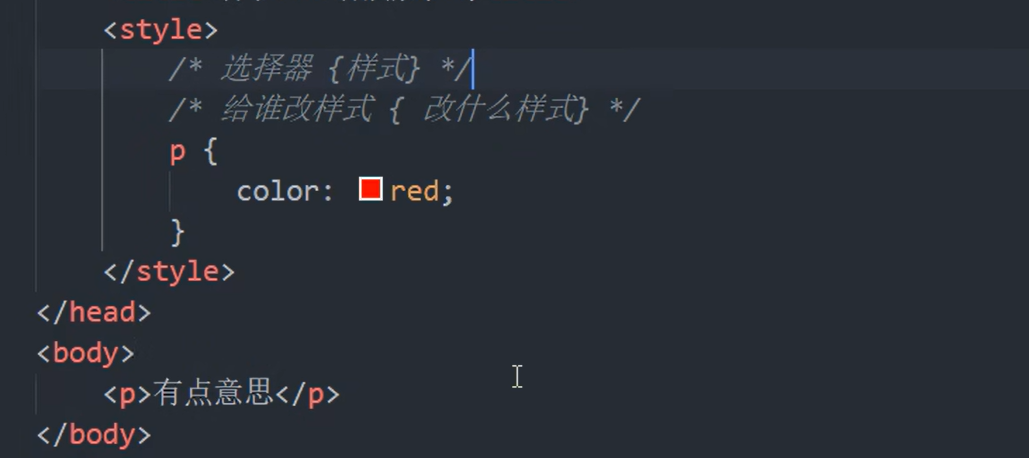 <style>
/* 选择器 {样式} */
/* 给谁改样式 { 改什么样式} */
p {
color: red;
}
</style>
</head>
<body>
<p>有点意思</p>
</body>